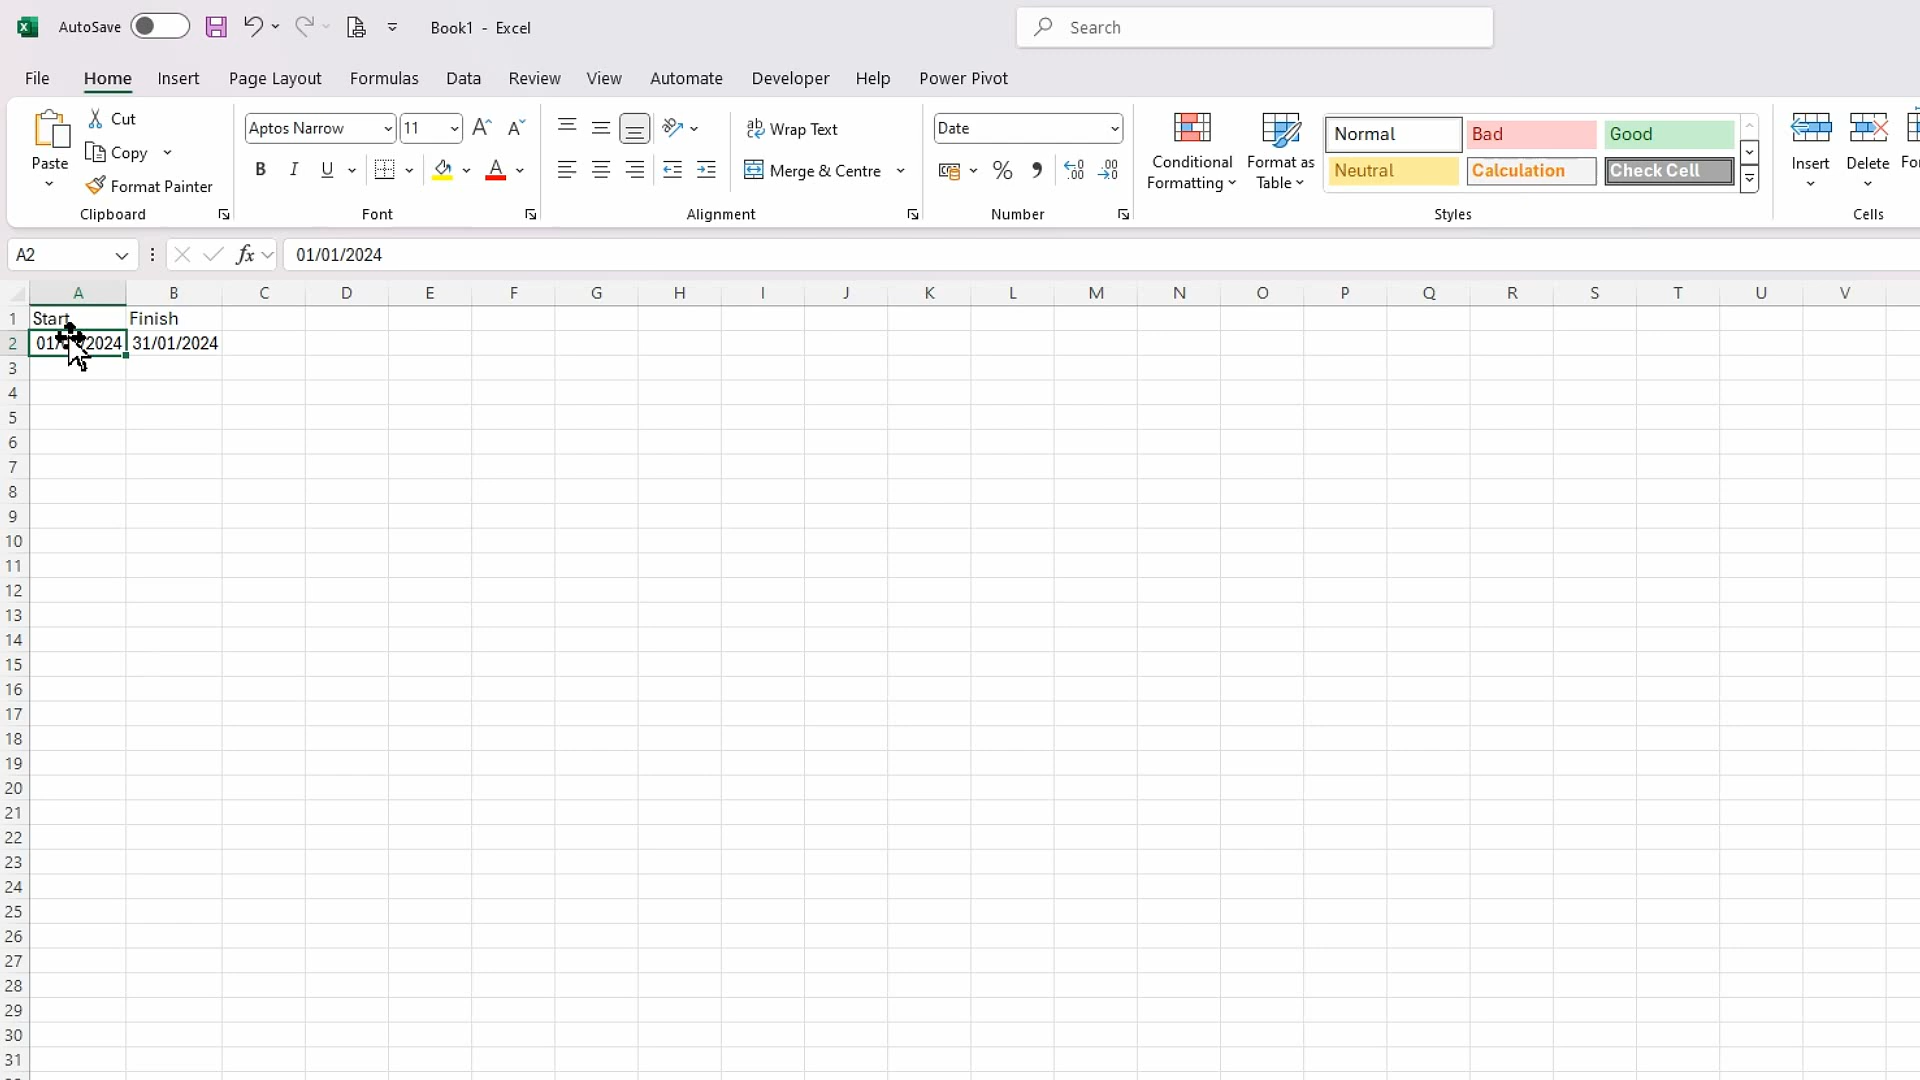 AutoSave Book1 - Excel Search
File Home Insert Page Layout Formulas Data Review View Automate Developer Help Power Pivot
Paste Cut Copy Format Painter Clipboard
Aptos Narrow 11 A A B I U A Font
ab Wrap Text Merge & Centre Alignment
Date % 9 .00 .00 Number
Conditional Formatting Format as Table
Normal Bad Good
Neutral Calculation Check Cell
Styles
Insert Delete Cells
A2 fx 01/01/2024
A B C D E F G H I J K L M N O P Q R S T U V
1 Start Finish
2 31/01/2024
3
4
5
6
7
8
9
10
11
12
13
14
15
16
17
18
19
20
21
22
23
24
25
26
27
28
29
30
31